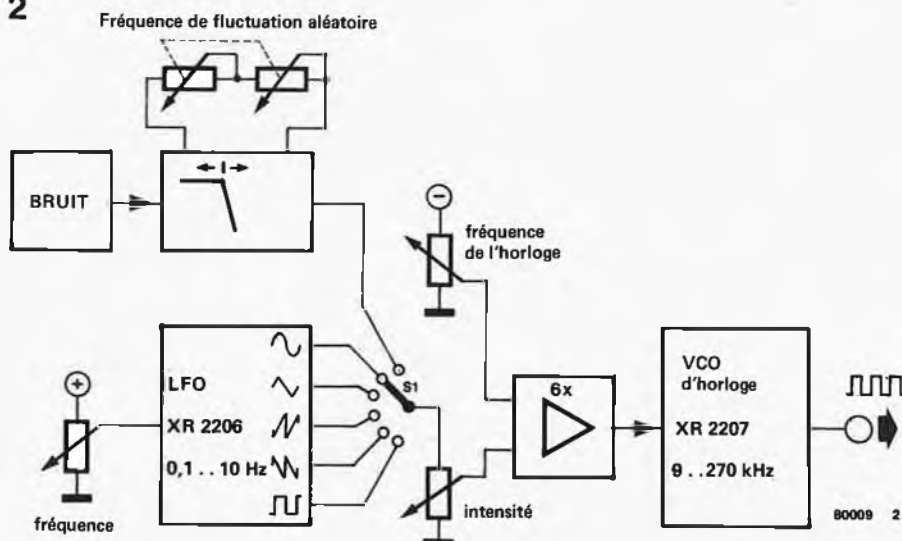 2
Fréquence de fluctuation aléatoire
BRUIT
fréquence
de l'horloge
LFO
XR 2206
0,1 . . 10 Hz
fréquence
S1
intensité
6x
VCO
d'horloge
XR 2207
9 . . 270 kHz
80009 2